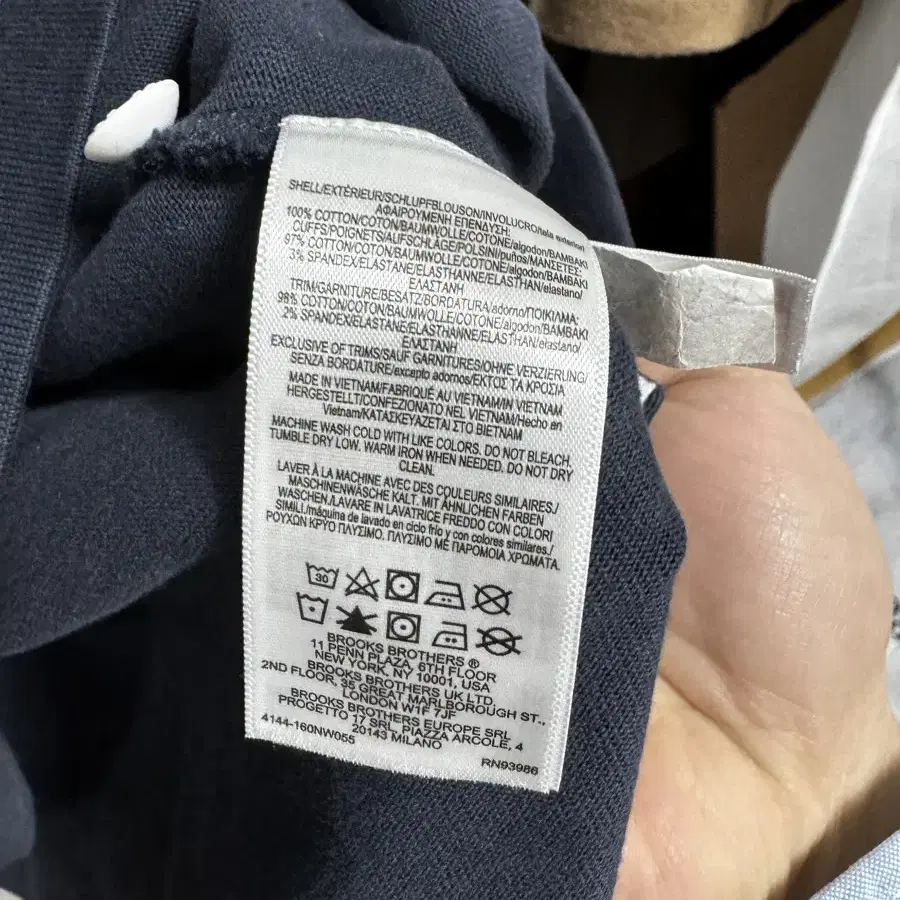 SHELL/EXTÉRIEUR/SCHLUPFBLOUSON/INVOLUCRO/tela exterior/
ΑΦΑΙΡΟΥΜΕΝΗ ΕΠΕΝΔΥΣΗ:
100% COTTON/COTON/BAUMWOLLE/COTONE/algodon/BAMBAKI
CUFFS/POIGNETS/AUFSCHLÄGE/POLSINI/puños/ΜΑΝΣΕΤΕΣ:
97% COTTON/COTON/BAUMWOLLE/COTONE/algodon/BAMBAKI
3% SPANDEX/ELASTANE/ELASTHANNE/ELASTHAN/elastano/
ΕΛΑΣΤΑΝΗ
TRIM/GARNITURE/BESATZ/BORDATURA/adorno/ΠΟΙΚΙΛΜΑ:
98% COTTON/COTON/BAUMWOLLE/COTONE/algodon/BAMBAKI
2% SPANDEX/ELASTANE/ELASTHANNE/ELASTHAN/elastano/
ΕΛΑΣΤΑΝΗ
EXCLUSIVE OF TRIMS/SAUF GARNITURES/OHNE VERZIERUNG/
SENZA BORDATURE/excepto adornos/ΕΚΤΟΣ ΤΑ ΚΡΟΣΙΑ
MADE IN VIETNAM/FABRIQUÉ AU VIETNAM/IN VIETNAM
HERGESTELLT/CONFEZIONATO NEL VIETNAM/Hecho en
Vietnam/ΚΑΤΑΣΚΕΥΑΖΕΤΑΙ ΣΤΟ ΒΙΕΤΝΑΜ
MACHINE WASH COLD WITH LIKE COLORS. DO NOT BLEACH.
TUMBLE DRY LOW. WARM IRON WHEN NEEDED. DO NOT DRY
CLEAN.
LAVER À LA MACHINE AVEC DES COULEURS SIMILAIRES./
MASCHINENWÄSCHE KALT. MIT ÄHNLICHEN FARBEN
WASCHEN./LAVARE IN LAVATRICE FREDDO CON COLORI
SIMILI./máquina de lavado en ciclo frío y con colores similares./
ΡΟΥΧΩΝ ΚΡΥΟ ΠΛΥΣΙΜΟ. ΠΛΥΣΙΜΟ ΜΕ ΠΑΡΟΜΟΙΑ ΧΡΩΜΑΤΑ.
30
BROOKS BROTHERS ®
11 PENN PLAZA, 6TH FLOOR
NEW YORK, NY 10001, USA
BROOKS BROTHERS UK LTD
2ND FLOOR, 35 GREAT MARLBOROUGH ST.,
LONDON W1F 7JF
BROOKS BROTHERS EUROPE SRL
PROGETTO 17 SRL, PIAZZA ARCOLE, 4
20143 MILANO
4144-160NW055
RN93986